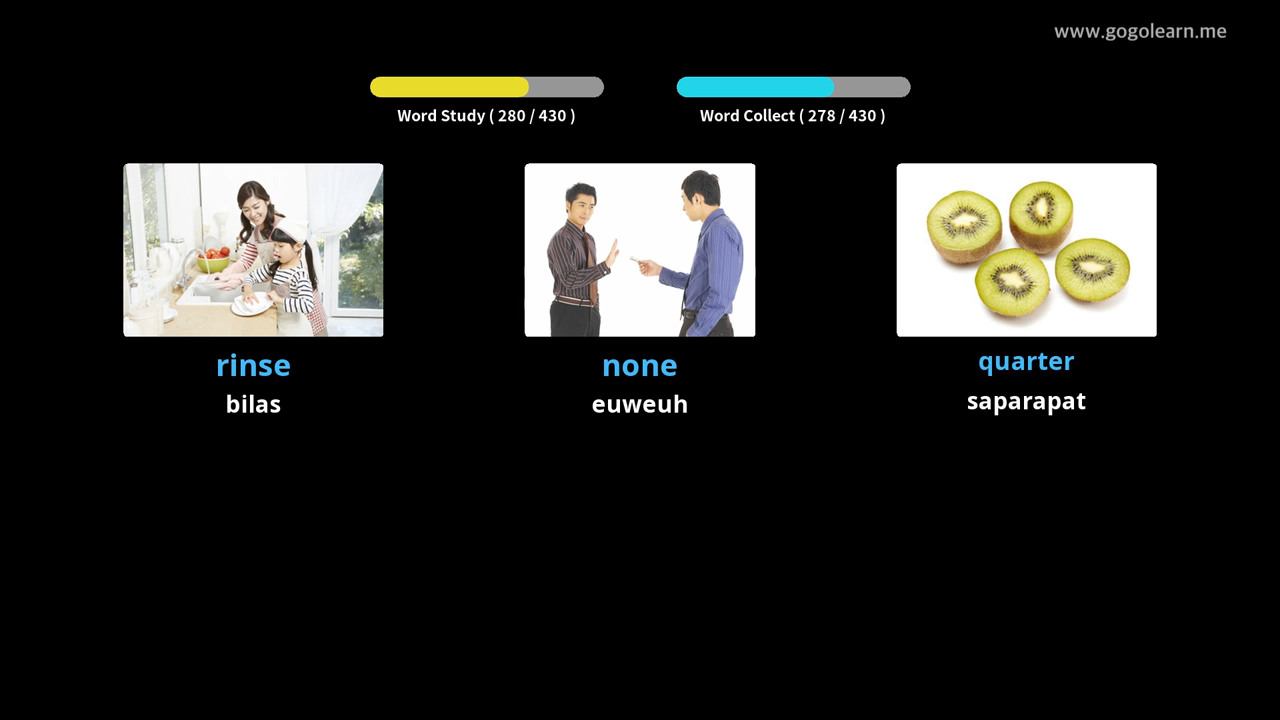 www.gogolearn.me
Word Study ( 280 / 430 )
Word Collect ( 278 / 430 )
rinse
bilas
none
euweuh
quarter
saparapat